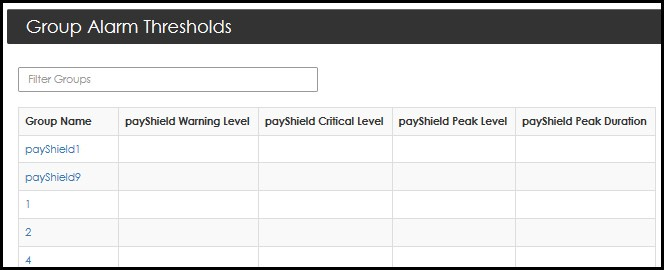 Group Alarm Thresholds
Filter Groups
Group Name payShield Warning Level payShield Critical Level payShield Peak Level payShield Peak Duration
payShield1
payShield9
1
2
4